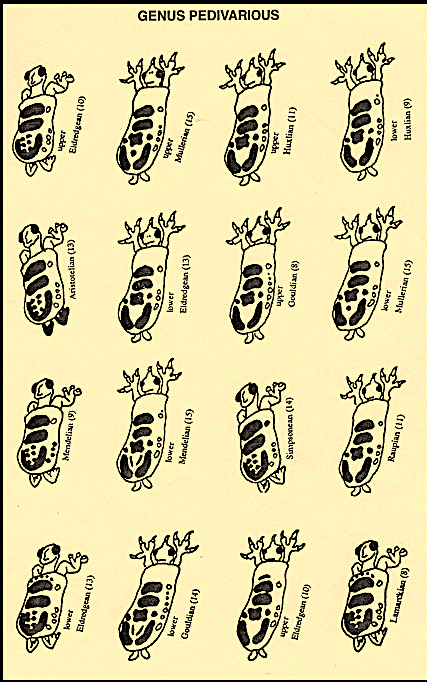 GENUS PEDIVARIOUS
upper
Eldredgean (10)
upper
Mullerian (15)
upper
Huxlian (11)
lower
Huxlian (9)
Aristotelian (13)
lower
Eldredgean (13)
upper
Gouldian (8)
lower
Mullerian (15)
Mendelian (9)
lower
Mendelian (15)
Simpsonean (14)
Raupian (11)
lower
Eldredgean (13)
lower
Gouldian (14)
upper
Eldredgean (10)
Lamarckian (8)